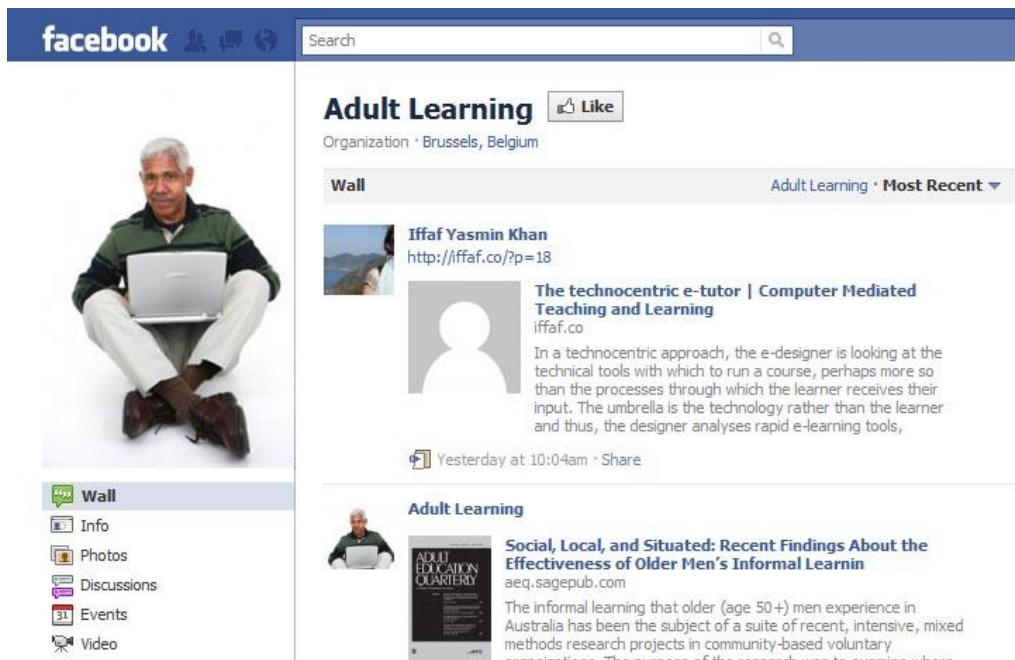 facebook
Search
Adult Learning
Like
Organization · Brussels, Belgium
Wall
Adult Learning · Most Recent
Iffaf Yasmin Khan
http://iffaf.co/?p=18
The technocentric e-tutor | Computer Mediated
Teaching and Learning
iffaf.co
In a technocentric approach, the e-designer is looking at the
technical tools with which to run a course, perhaps more so
than the processes through which the learner receives their
input. The umbrella is the technology rather than the learner
and thus, the designer analyses rapid e-learning tools,
Yesterday at 10:04am · Share
Wall
Info
Photos
Discussions
31
Events
Video
Adult Learning
ADULT
EDUCATION
QUARTERLY
Social, Local, and Situated: Recent Findings About the
Effectiveness of Older Men's Informal Learnin
aeq.sagepub.com
The informal learning that older (age 50+) men experience in
Australia has been the subject of a suite of recent, intensive, mixed
methods research projects in community-based voluntary